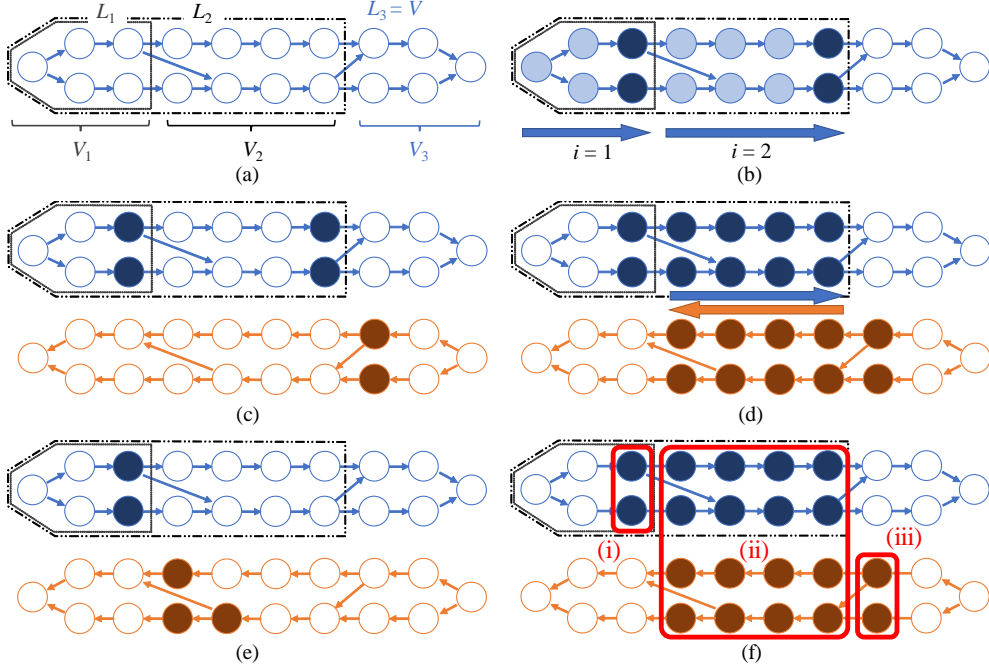 L₁ L₂ L₃ = V
V₁ V₂ V₃
(a)
i = 1 i = 2
(b)
(c) (d)
(i) (ii) (iii)
(e) (f)